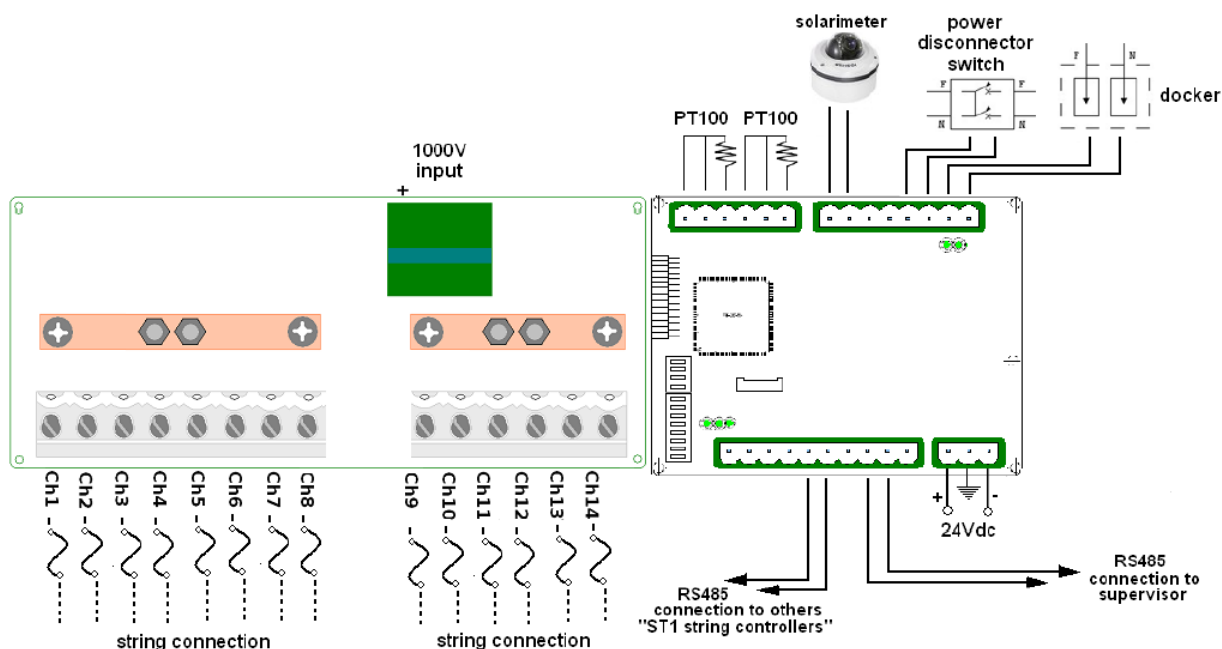 solarimeter
power
disconnector
switch
F
N
docker
F
F
N
N
PT100
PT100
1000V
input
+
Ch1
Ch2
Ch3
Ch4
Ch5
Ch6
Ch7
Ch8
Ch9
Ch10
Ch11
Ch12
Ch13
Ch14
+
-
24Vdc
RS485
connection to others
"ST1 string controllers"
RS485
connection to
supervisor
string connection
string connection